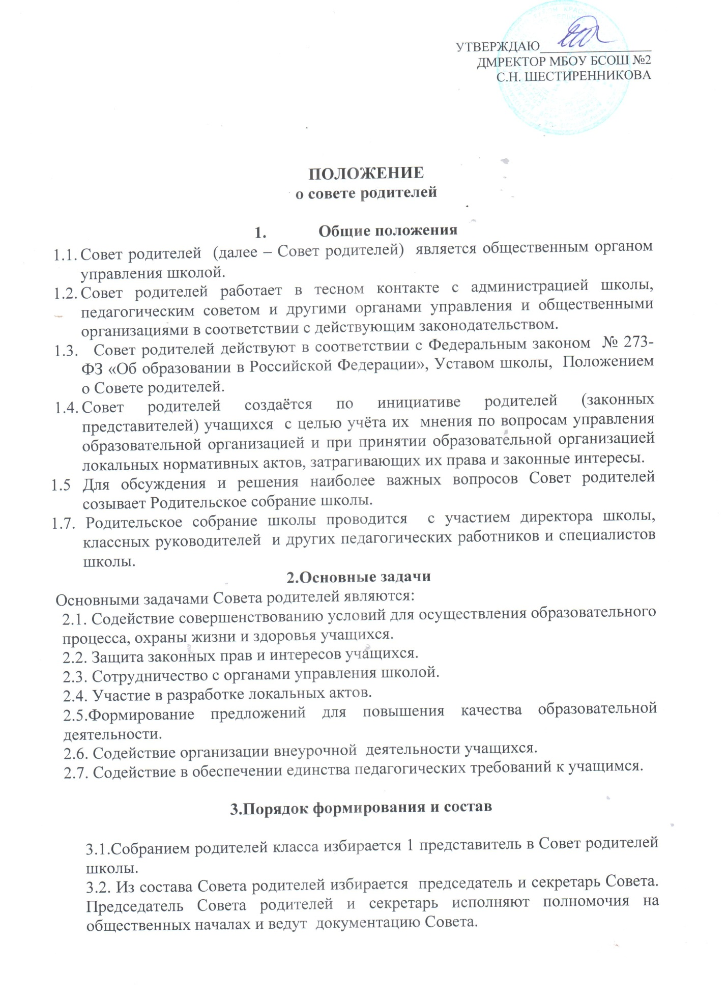 УТВЕРЖДАЮ________________
ДМРЕКТОР МБОУ БСОШ №2
С.Н. ШЕСТИРЕННИКОВА
ПОЛОЖЕНИЕ
о совете родителей
1. Общие положения
1.1. Совет родителей (далее – Совет родителей) является общественным органом
управления школой.
1.2. Совет родителей работает в тесном контакте с администрацией школы,
педагогическим советом и другими органами управления и общественными
организациями в соответствии с действующим законодательством.
1.3. Совет родителей действуют в соответствии с Федеральным законом № 273-
ФЗ «Об образовании в Российской Федерации», Уставом школы, Положением
о Совете родителей.
1.4. Совет родителей создаётся по инициативе родителей (законных
представителей) учащихся с целью учёта их мнения по вопросам управления
образовательной организацией и при принятии образовательной организацией
локальных нормативных актов, затрагивающих их права и законные интересы.
1.5 Для обсуждения и решения наиболее важных вопросов Совет родителей
созывает Родительское собрание школы.
1.7. Родительское собрание школы проводится с участием директора школы,
классных руководителей и других педагогических работников и специалистов
школы.
2.Основные задачи
Основными задачами Совета родителей являются:
2.1. Содействие совершенствованию условий для осуществления образовательного
процесса, охраны жизни и здоровья учащихся.
2.2. Защита законных прав и интересов учащихся.
2.3. Сотрудничество с органами управления школой.
2.4. Участие в разработке локальных актов.
2.5.Формирование предложений для повышения качества образовательной
деятельности.
2.6. Содействие организации внеурочной деятельности учащихся.
2.7. Содействие в обеспечении единства педагогических требований к учащимся.
3.Порядок формирования и состав
3.1.Собранием родителей класса избирается 1 представитель в Совет родителей
школы.
3.2. Из состава Совета родителей избирается председатель и секретарь Совета.
Председатель Совета родителей и секретарь исполняют полномочия на
общественных началах и ведут документацию Совета.